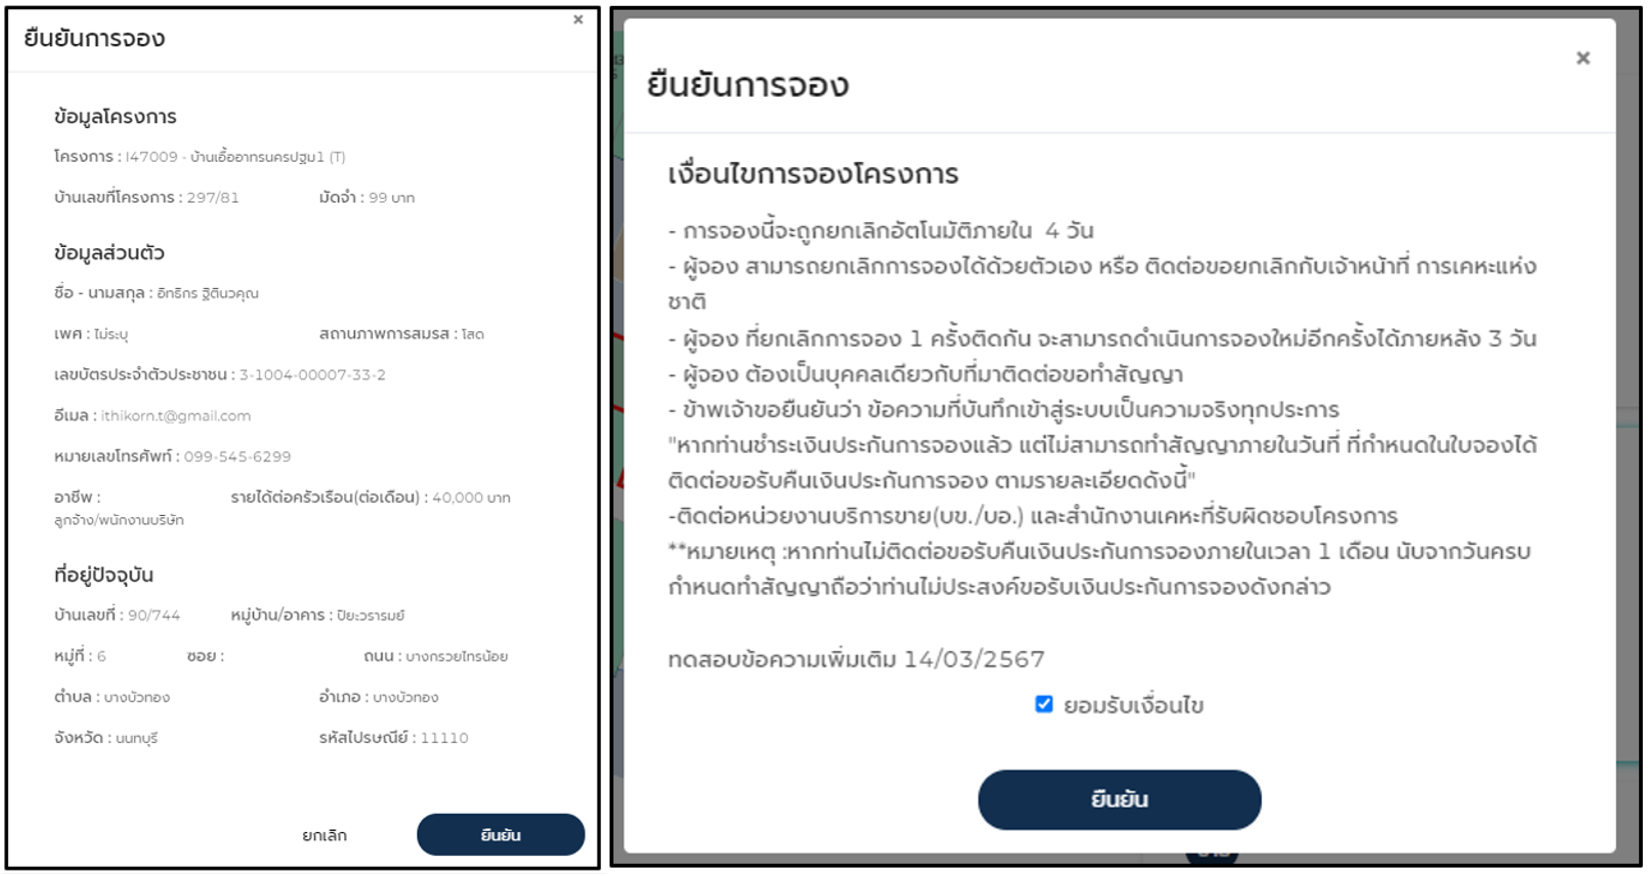 ยืนยันการจอง
×
ข้อมูลโครงการ
โครงการ : I47009 - บ้านเอื้ออาทรนครปฐม1 (T)
บ้านเลขที่โครงการ : 297/81 มัดจำ : 99 บาท
ข้อมูลส่วนตัว
ชื่อ - นามสกุล : อิทธิกร ฐิตินวคุณ
เพศ : ไม่ระบุ สถานภาพการสมรส : โสด
เลขบัตรประจำตัวประชาชน : 3-1004-00007-33-2
อีเมล : ithikorn.t@gmail.com
หมายเลขโทรศัพท์ : 099-545-6299
อาชีพ : รายได้ต่อครัวเรือน(ต่อเดือน) : 40,000 บาท
ลูกจ้าง/พนักงานบริษัท
ที่อยู่ปัจจุบัน
บ้านเลขที่ : 90/744 หมู่บ้าน/อาคาร : ปิยะวรารมย์
หมู่ที่ : 6 ซอย : ถนน : บางกรวยไทรน้อย
ตำบล : บางบัวทอง อำเภอ : บางบัวทอง
จังหวัด : นนทบุรี รหัสไปรษณีย์ : 11110
ยกเลิก ยืนยัน
×
ยืนยันการจอง
เงื่อนไขการจองโครงการ
- การจองนี้จะถูกยกเลิกอัตโนมัติภายใน 4 วัน
- ผู้จอง สามารถยกเลิกการจองได้ด้วยตัวเอง หรือ ติดต่อขอยกเลิกกับเจ้าหน้าที่ การเคหะแห่ง
ชาติ
- ผู้จอง ที่ยกเลิกการจอง 1 ครั้งติดกัน จะสามารถดำเนินการจองใหม่อีกครั้งได้ภายหลัง 3 วัน
- ผู้จอง ต้องเป็นบุคคลเดียวกับที่มาติดต่อขอทำสัญญา
- ข้าพเจ้าขอยืนยันว่า ข้อความที่บันทึกเข้าสู่ระบบเป็นความจริงทุกประการ
"หากท่านชำระเงินประกันการจองแล้ว แต่ไม่สามารถทำสัญญาภายในวันที่ ที่กำหนดในใบจองได้
ติดต่อขอรับคืนเงินประกันการจอง ตามรายละเอียดดังนี้"
-ติดต่อหน่วยงานบริการขาย(บข./บอ.) และสำนักงานเคหะที่รับผิดชอบโครงการ
**หมายเหตุ :หากท่านไม่ติดต่อขอรับคืนเงินประกันการจองภายในเวลา 1 เดือน นับจากวันครบ
กำหนดทำสัญญาถือว่าท่านไม่ประสงค์ขอรับเงินประกันการจองดังกล่าว
ทดสอบข้อความเพิ่มเติม 14/03/2567
ยอมรับเงื่อนไข
ยืนยัน